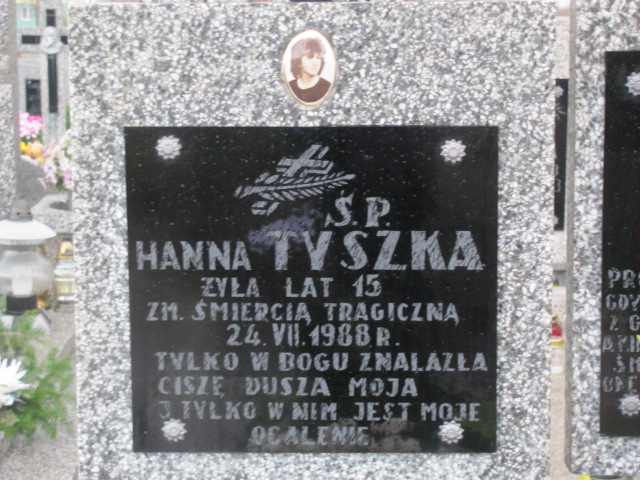 Ś.P.
HANNA TYSZKA
ŻYŁA LAT 15
ZM. ŚMIERCIĄ TRAGICZNĄ
24.VII.1988 R.
TYLKO W BOGU ZNALAZŁA
CISZĘ DUSZA MOJA
I TYLKO W NIM JEST MOJE
OCALENIE